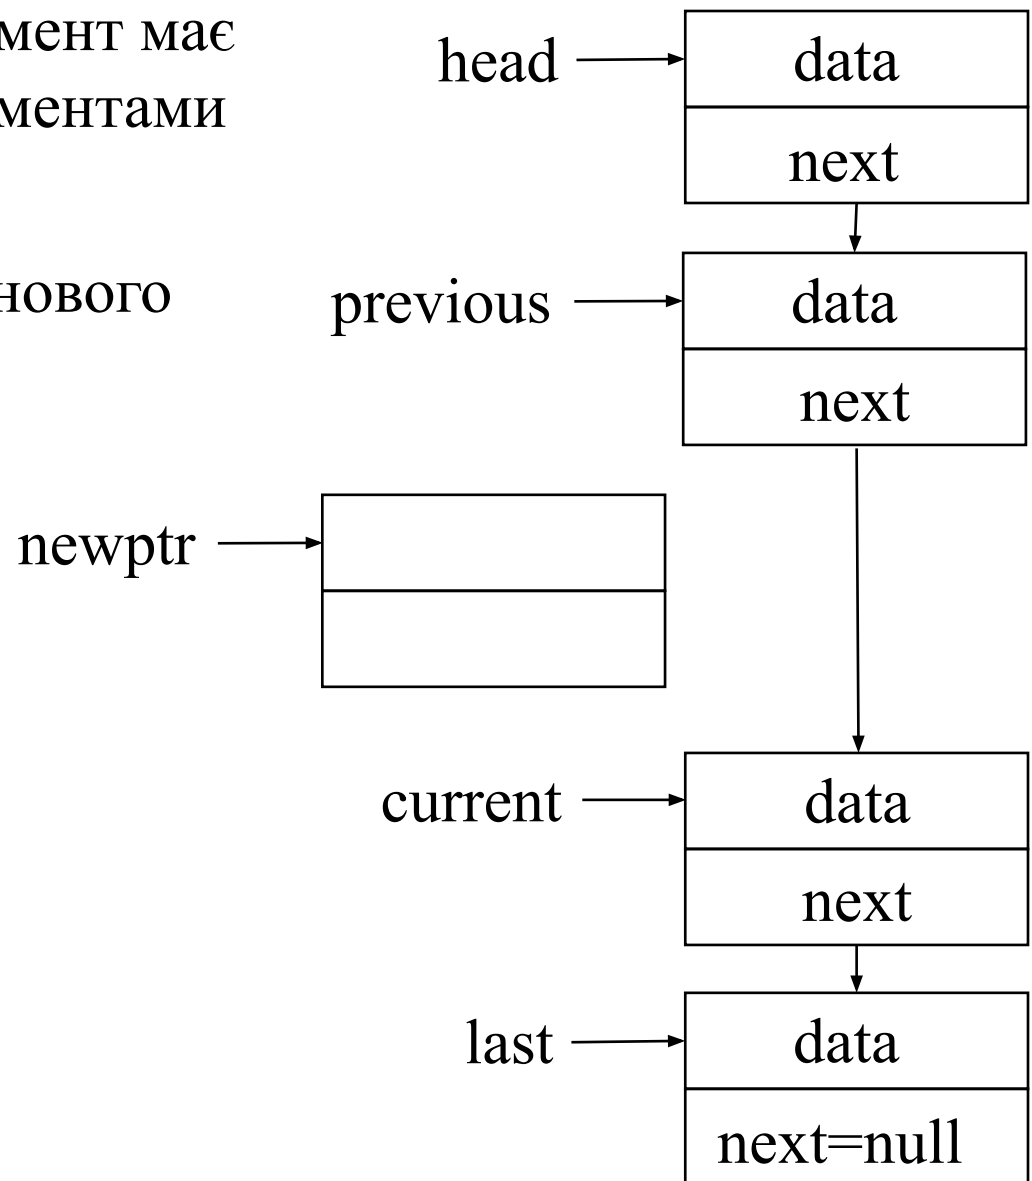 мент має
ментами
нового
head
data
next
previous
data
next
newptr
current
data
next
last
data
next=null